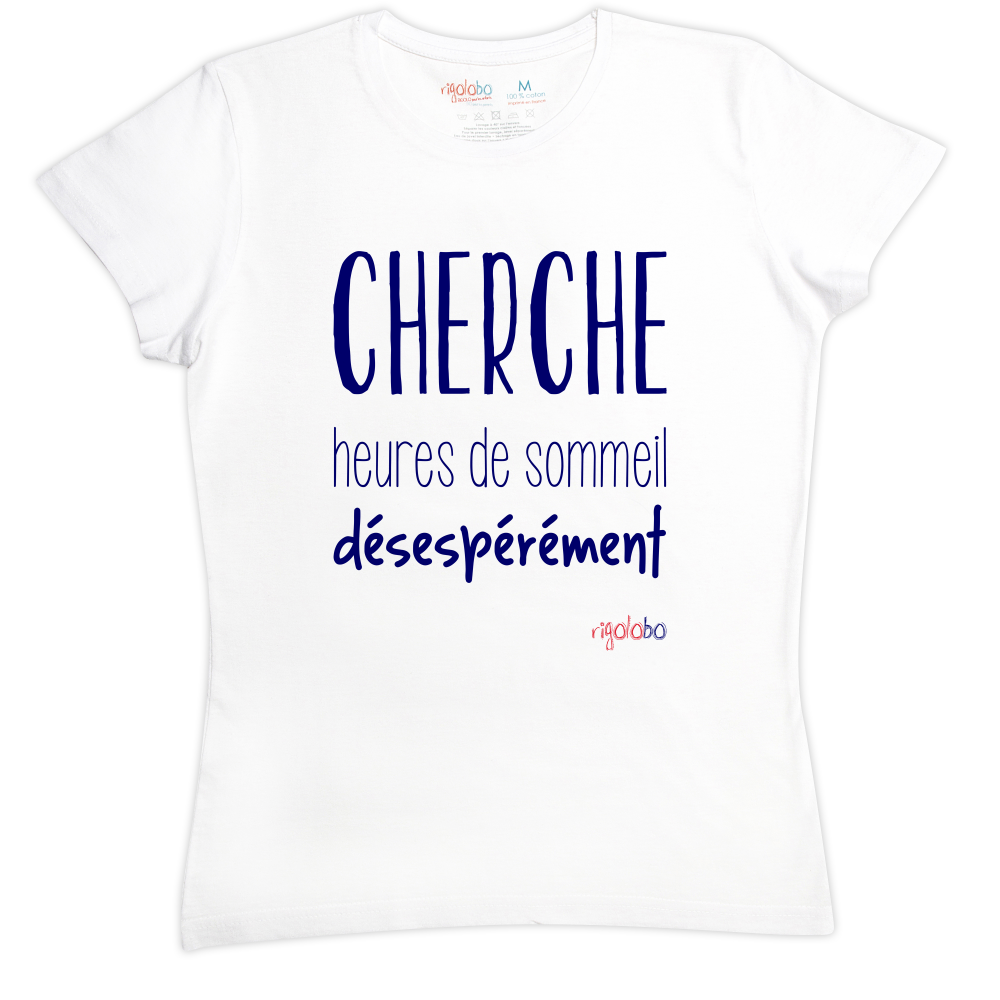 rigolobo
M
100 % coton
CHERCHE
heures de sommeil
désespérément
rigolobo